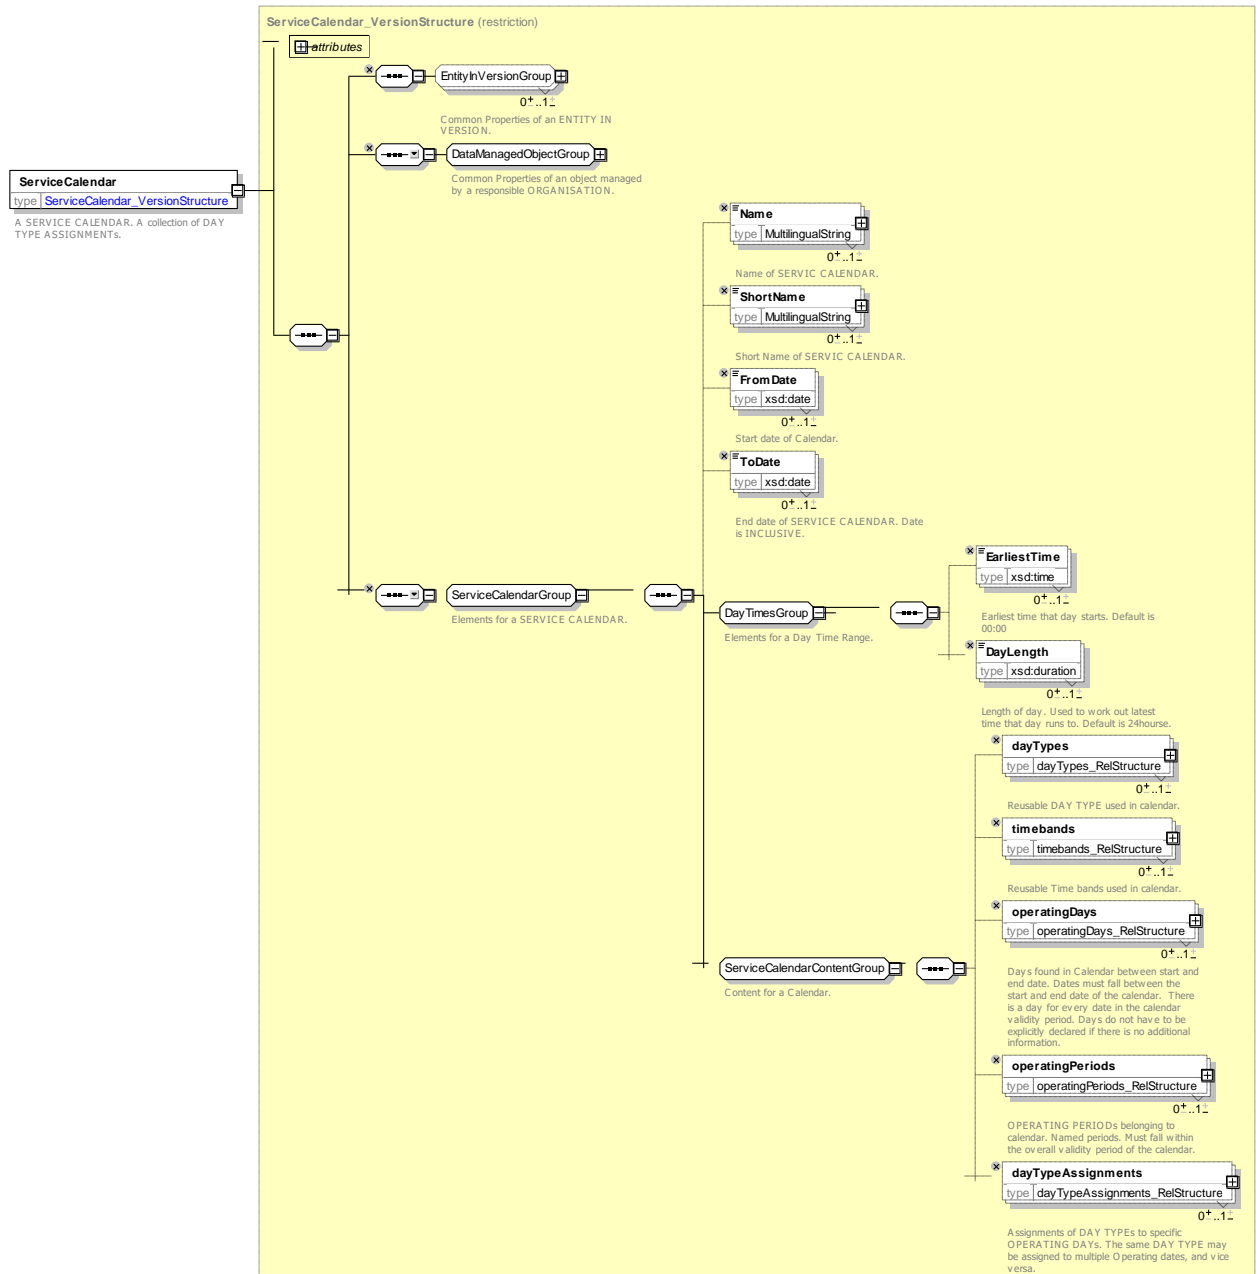 ServiceCalendar_VersionStructure (restriction)
attributes
EntityInVersionGroup
0..1
Common Properties of an ENTITY IN
VERSION.
DataManagedObjectGroup
Common Properties of an object managed
by a responsible ORGANISATION.
ServiceCalendar
type ServiceCalendar_VersionStructure
A SERVICE CALENDAR. A collection of DAY
TYPE ASSIGNMENTs.
Name
type MultilingualString
0..1
Name of SERVIC CALENDAR.
ShortName
type MultilingualString
0..1
Short Name of SERVIC CALENDAR.
FromDate
type xsd:date
0..1
Start date of Calendar.
ToDate
type xsd:date
0..1
End date of SERVICE CALENDAR. Date
is INCLUSIVE.
ServiceCalendarGroup
Elements for a SERVICE CALENDAR.
DayTimesGroup
Elements for a Day Time Range.
EarliestTime
type xsd:time
0..1
Earliest time that day starts. Default is
00:00
DayLength
type xsd:duration
0..1
Length of day. Used to work out latest
time that day runs to. Default is 24hourse.
ServiceCalendarContentGroup
Content for a Calendar.
dayTypes
type dayTypes_RelStructure
0..1
Reusable DAY TYPE used in calendar.
timebands
type timebands_RelStructure
0..1
Reusable Time bands used in calendar.
operatingDays
type operatingDays_RelStructure
0..1
Days found in Calendar between start and
end date. Dates must fall between the
start and end date of the calendar.  There
is a day for every date in the calendar
validity period. Days do not have to be
explicitly declared if there is no additional
information.
operatingPeriods
type operatingPeriods_RelStructure
0..1
OPERATING PERIODs belonging to
calendar. Named periods. Must fall within
the overall validity period of the calendar.
dayTypeAssignments
type dayTypeAssignments_RelStructure
0..1
Assignments of DAY TYPEs to specific
OPERATING DAYs. The same DAY TYPE may
be assigned to multiple Operating dates, and vice
versa.